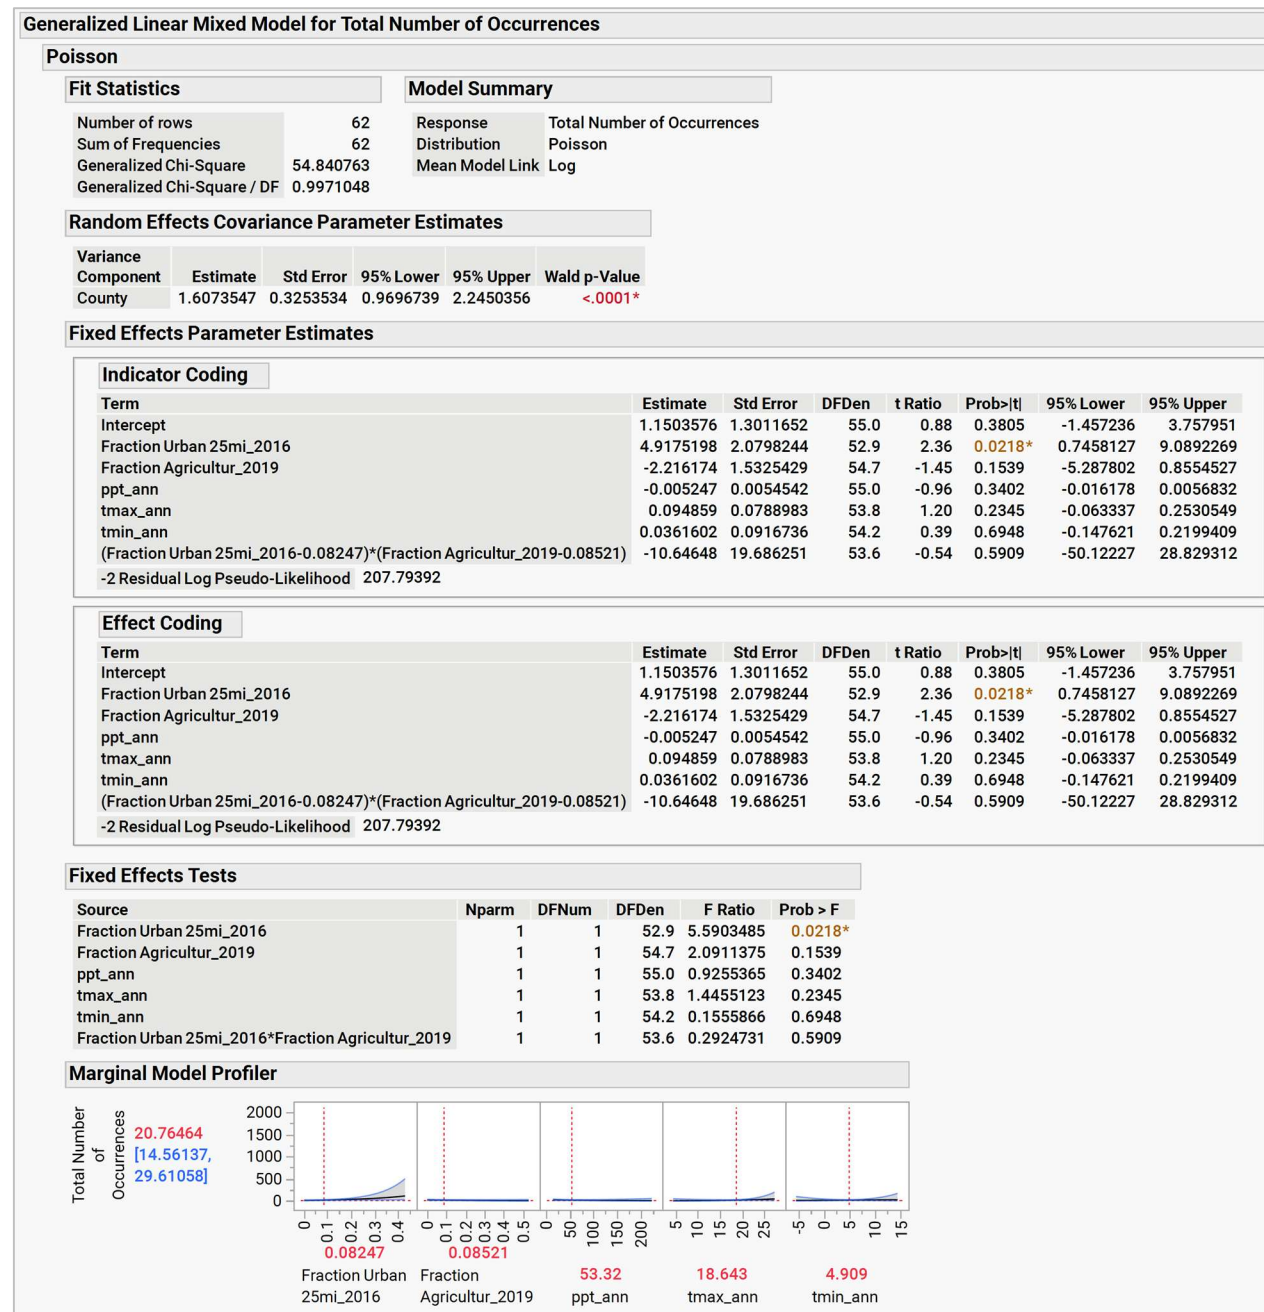 Generalized Linear Mixed Model for Total Number of Occurrences
Poisson
Fit Statistics
Number of rows 62
Sum of Frequencies 62
Generalized Chi-Square 54.840763
Generalized Chi-Square / DF 0.9971048
Model Summary
Response Total Number of Occurrences
Distribution Poisson
Mean Model Link Log
Random Effects Covariance Parameter Estimates
Variance
Component Estimate Std Error 95% Lower 95% Upper Wald p-Value
County 1.6073547 0.3253534 0.9696739 2.2450356 <.0001*
Fixed Effects Parameter Estimates
Indicator Coding
Term Estimate Std Error DFDen t Ratio Prob>|t| 95% Lower 95% Upper
Intercept 1.1503576 1.3011652 55.0 0.88 0.3805 -1.457236 3.757951
Fraction Urban 25mi_2016 4.9175198 2.0798244 52.9 2.36 0.0218* 0.7458127 9.0892269
Fraction Agricultur_2019 -2.216174 1.5325429 54.7 -1.45 0.1539 -5.287802 0.8554527
ppt_ann -0.005247 0.0054542 55.0 -0.96 0.3402 -0.016178 0.0056832
tmax_ann 0.094859 0.0788983 53.8 1.20 0.2345 -0.063337 0.2530549
tmin_ann 0.0361602 0.0916736 54.2 0.39 0.6948 -0.147621 0.2199409
(Fraction Urban 25mi_2016-0.08247)*(Fraction Agricultur_2019-0.08521) -10.64648 19.686251 53.6 -0.54 0.5909 -50.12227 28.829312
-2 Residual Log Pseudo-Likelihood 207.79392
Effect Coding
Term Estimate Std Error DFDen t Ratio Prob>|t| 95% Lower 95% Upper
Intercept 1.1503576 1.3011652 55.0 0.88 0.3805 -1.457236 3.757951
Fraction Urban 25mi_2016 4.9175198 2.0798244 52.9 2.36 0.0218* 0.7458127 9.0892269
Fraction Agricultur_2019 -2.216174 1.5325429 54.7 -1.45 0.1539 -5.287802 0.8554527
ppt_ann -0.005247 0.0054542 55.0 -0.96 0.3402 -0.016178 0.0056832
tmax_ann 0.094859 0.0788983 53.8 1.20 0.2345 -0.063337 0.2530549
tmin_ann 0.0361602 0.0916736 54.2 0.39 0.6948 -0.147621 0.2199409
(Fraction Urban 25mi_2016-0.08247)*(Fraction Agricultur_2019-0.08521) -10.64648 19.686251 53.6 -0.54 0.5909 -50.12227 28.829312
-2 Residual Log Pseudo-Likelihood 207.79392
Fixed Effects Tests
Source Nparm DFNum DFDen F Ratio Prob > F
Fraction Urban 25mi_2016 1 1 52.9 5.5903485 0.0218*
Fraction Agricultur_2019 1 1 54.7 2.0911375 0.1539
ppt_ann 1 1 55.0 0.9255365 0.3402
tmax_ann 1 1 53.8 1.4455123 0.2345
tmin_ann 1 1 54.2 0.1555866 0.6948
Fraction Urban 25mi_2016*Fraction Agricultur_2019 1 1 53.6 0.2924731 0.5909
Marginal Model Profiler
Total Number
of
Occurrences
20.76464
[14.56137,
29.61058]
2000
1500
1000
500
0
0 0.1 0.2 0.3 0.4 0 0.1 0.2 0.3 0.4 0.5 0 50 100 150 200 5 10 15 20 25 -5 0 5 10 15
0.08247 0.08521
Fraction Urban Fraction 53.32 18.643 4.909
25mi_2016 Agricultur_2019 ppt_ann tmax_ann tmin_ann